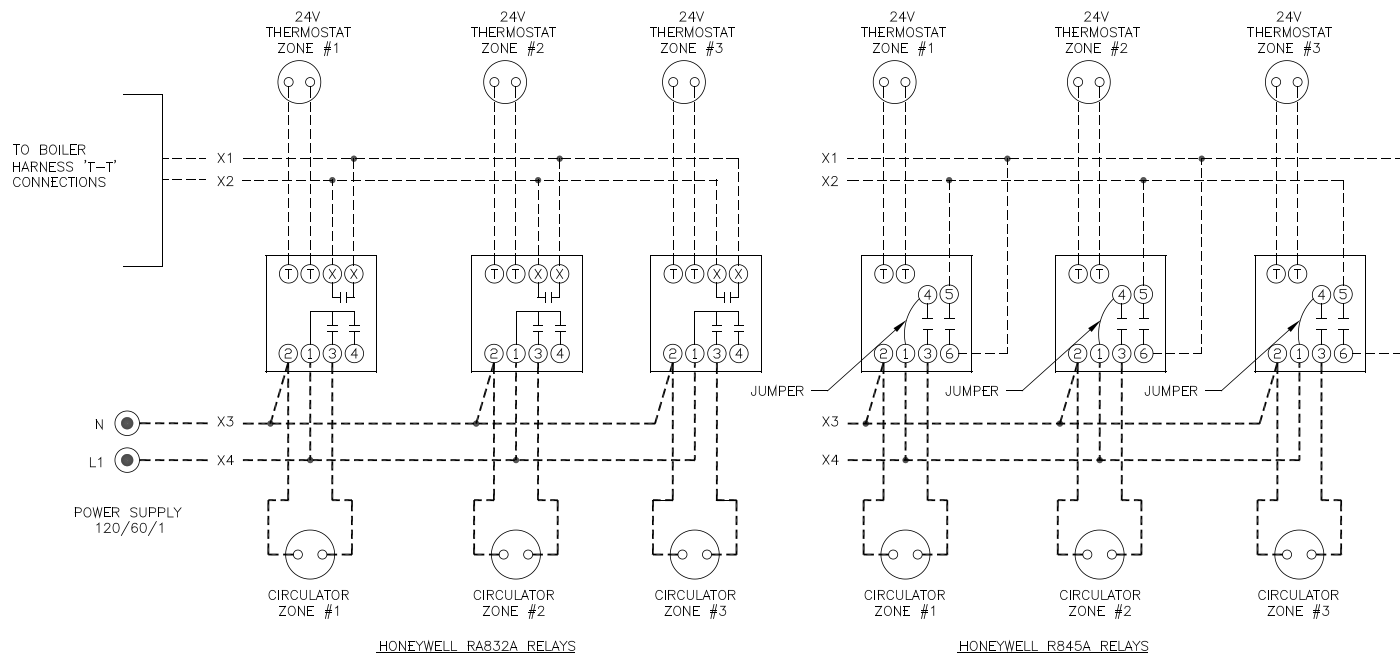 24V
THERMOSTAT
ZONE #1
24V
THERMOSTAT
ZONE #2
24V
THERMOSTAT
ZONE #3
24V
THERMOSTAT
ZONE #1
24V
THERMOSTAT
ZONE #2
24V
THERMOSTAT
ZONE #3
TO BOILER
HARNESS 'T-T'
CONNECTIONS
X1
X2
X1
X2
T T X X
T T X X
T T X X
T T
4 5
T T
4 5
T T
4 5
2 1 3 4
2 1 3 4
2 1 3 4
2 1 3 6
2 1 3 6
2 1 3 6
JUMPER
JUMPER
JUMPER
N
X3
X3
L1
X4
X4
POWER SUPPLY
120/60/1
CIRCULATOR
ZONE #1
CIRCULATOR
ZONE #2
CIRCULATOR
ZONE #3
CIRCULATOR
ZONE #1
CIRCULATOR
ZONE #2
CIRCULATOR
ZONE #3
HONEYWELL RA832A RELAYS
HONEYWELL R845A RELAYS